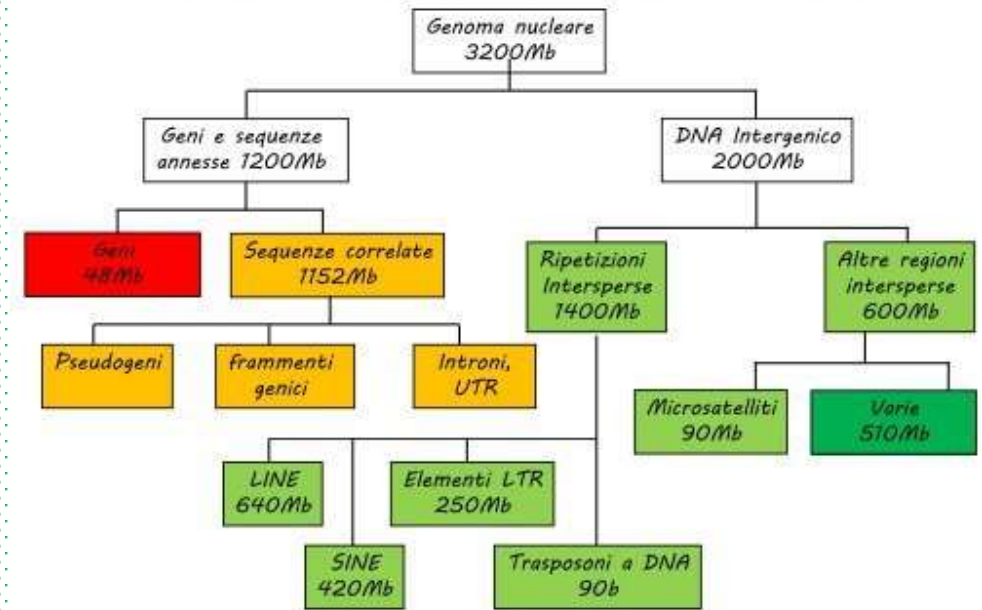 Genoma nucleare
3200Mb
Geni e sequenze
annesse 1200Mb
DNA Intergenico
2000Mb
Geni
48Mb
Sequenze correlate
1152Mb
Ripetizioni
Intersperse
1400Mb
Altre regioni
intersperse
600Mb
Pseudogeni
frammenti
genici
Introni,
UTR
Microsatelliti
90Mb
Varie
510Mb
LINE
640Mb
Elementi LTR
250Mb
SINE
420Mb
Trasposoni a DNA
90b